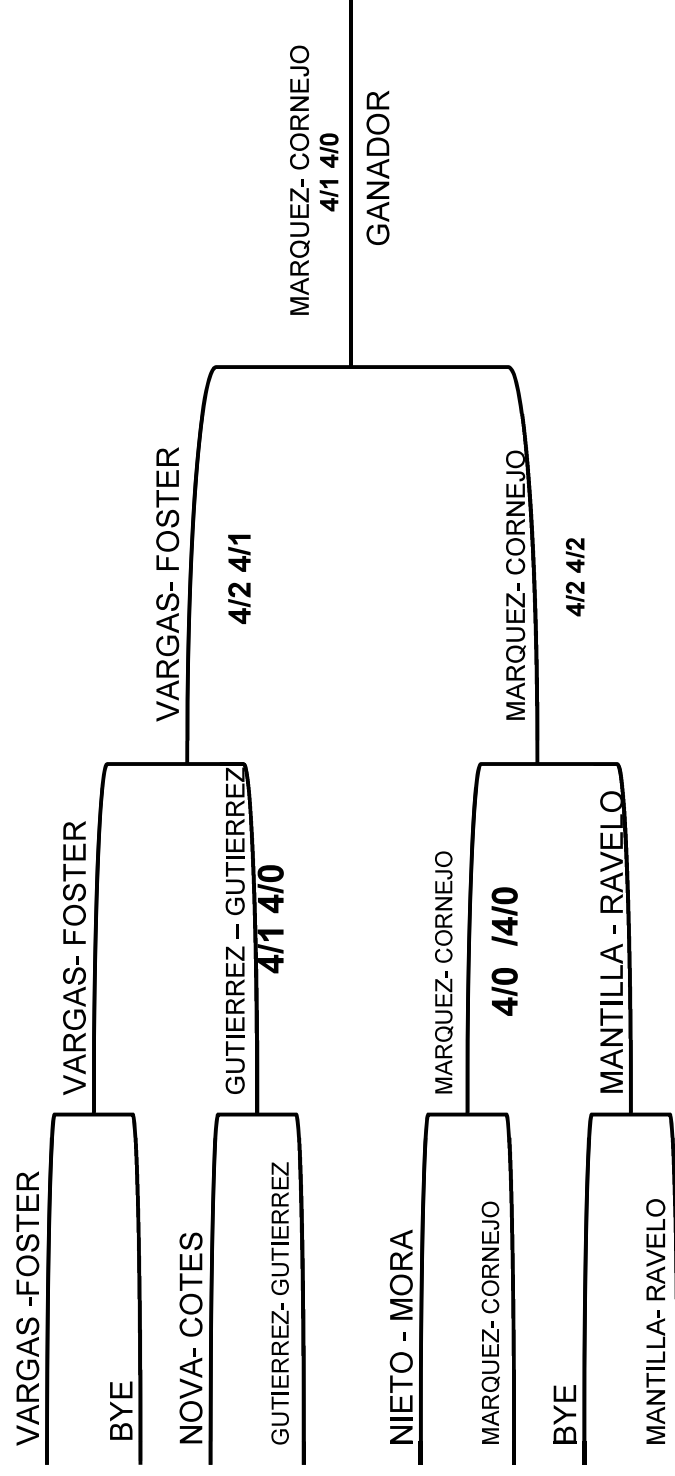 VARGAS -FOSTER
BYE
NOVA- COTES
GUTIERREZ- GUTIERREZ
NIETO - MORA
MARQUEZ- CORNEJO
BYE
MANTILLA- RAVELO
VARGAS- FOSTER
GUTIERREZ – GUTIERREZ
4/1 4/0
MARQUEZ- CORNEJO
4/0 /4/0
MANTILLA - RAVELO
VARGAS- FOSTER
4/2 4/1
MARQUEZ- CORNEJO
4/2 4/2
MARQUEZ- CORNEJO
4/1 4/0
GANADOR